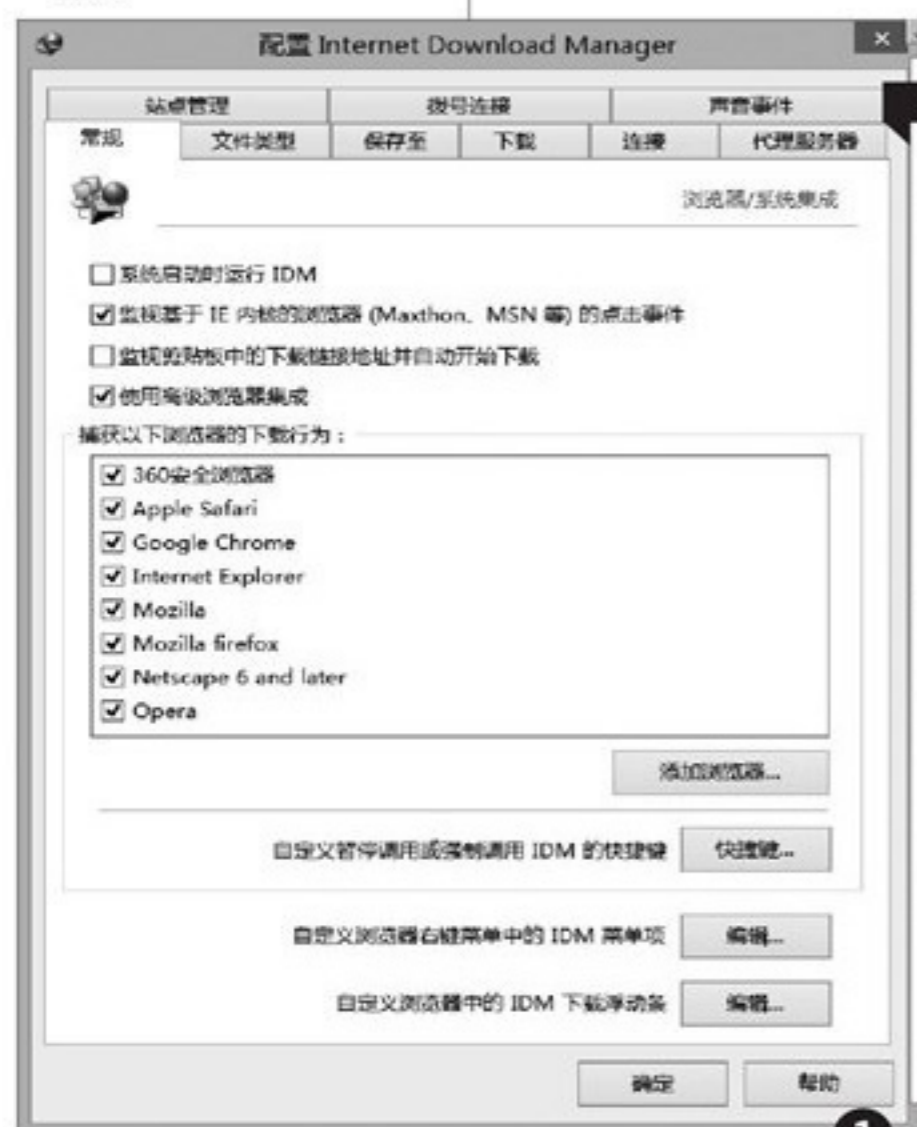 配置 Internet Download Manager
站点管理 拨号连接 声音事件
常规 文件类型 保存至 下载 连接 代理服务器
浏览器/系统集成
系统启动时运行 IDM
监视基于 IE 内核的浏览器 (Maxthon、MSN 等) 的点击事件
监视剪贴板中的下载链接地址并自动开始下载
使用高级浏览器集成
捕获以下浏览器的下载行为：
360安全浏览器
Apple Safari
Google Chrome
Internet Explorer
Mozilla
Mozilla firefox
Netscape 6 and later
Opera
添加浏览器...
自定义暂停调用或强制调用 IDM 的快捷键 快捷键...
自定义浏览器右键菜单中的 IDM 菜单项 编辑...
自定义浏览器中的 IDM 下载浮动条 编辑...
确定 帮助